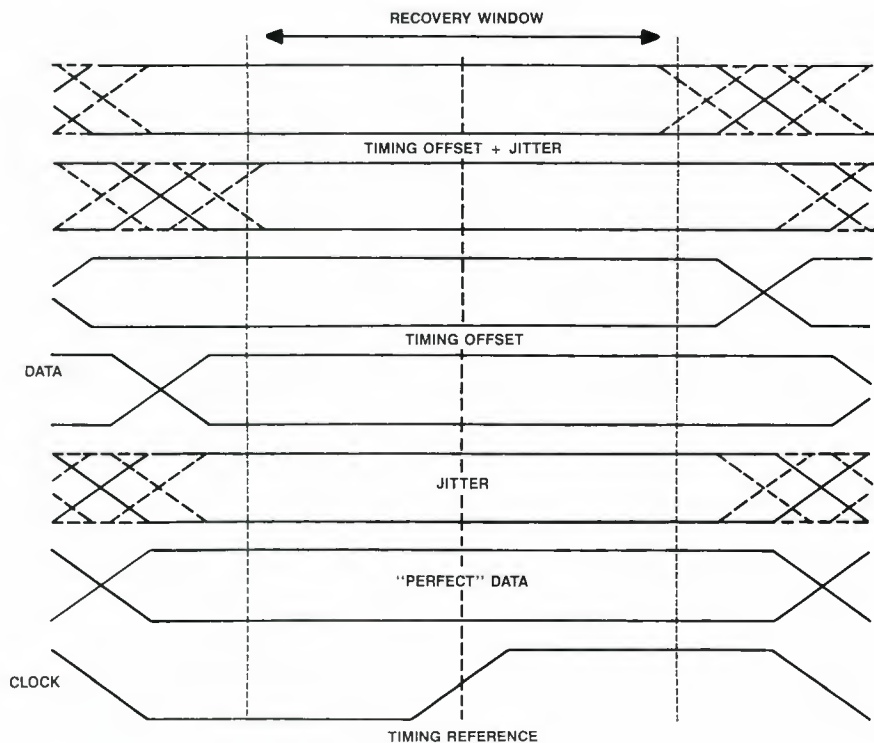 RECOVERY WINDOW
TIMING OFFSET + JITTER
TIMING OFFSET
DATA
JITTER
"PERFECT" DATA
CLOCK
TIMING REFERENCE